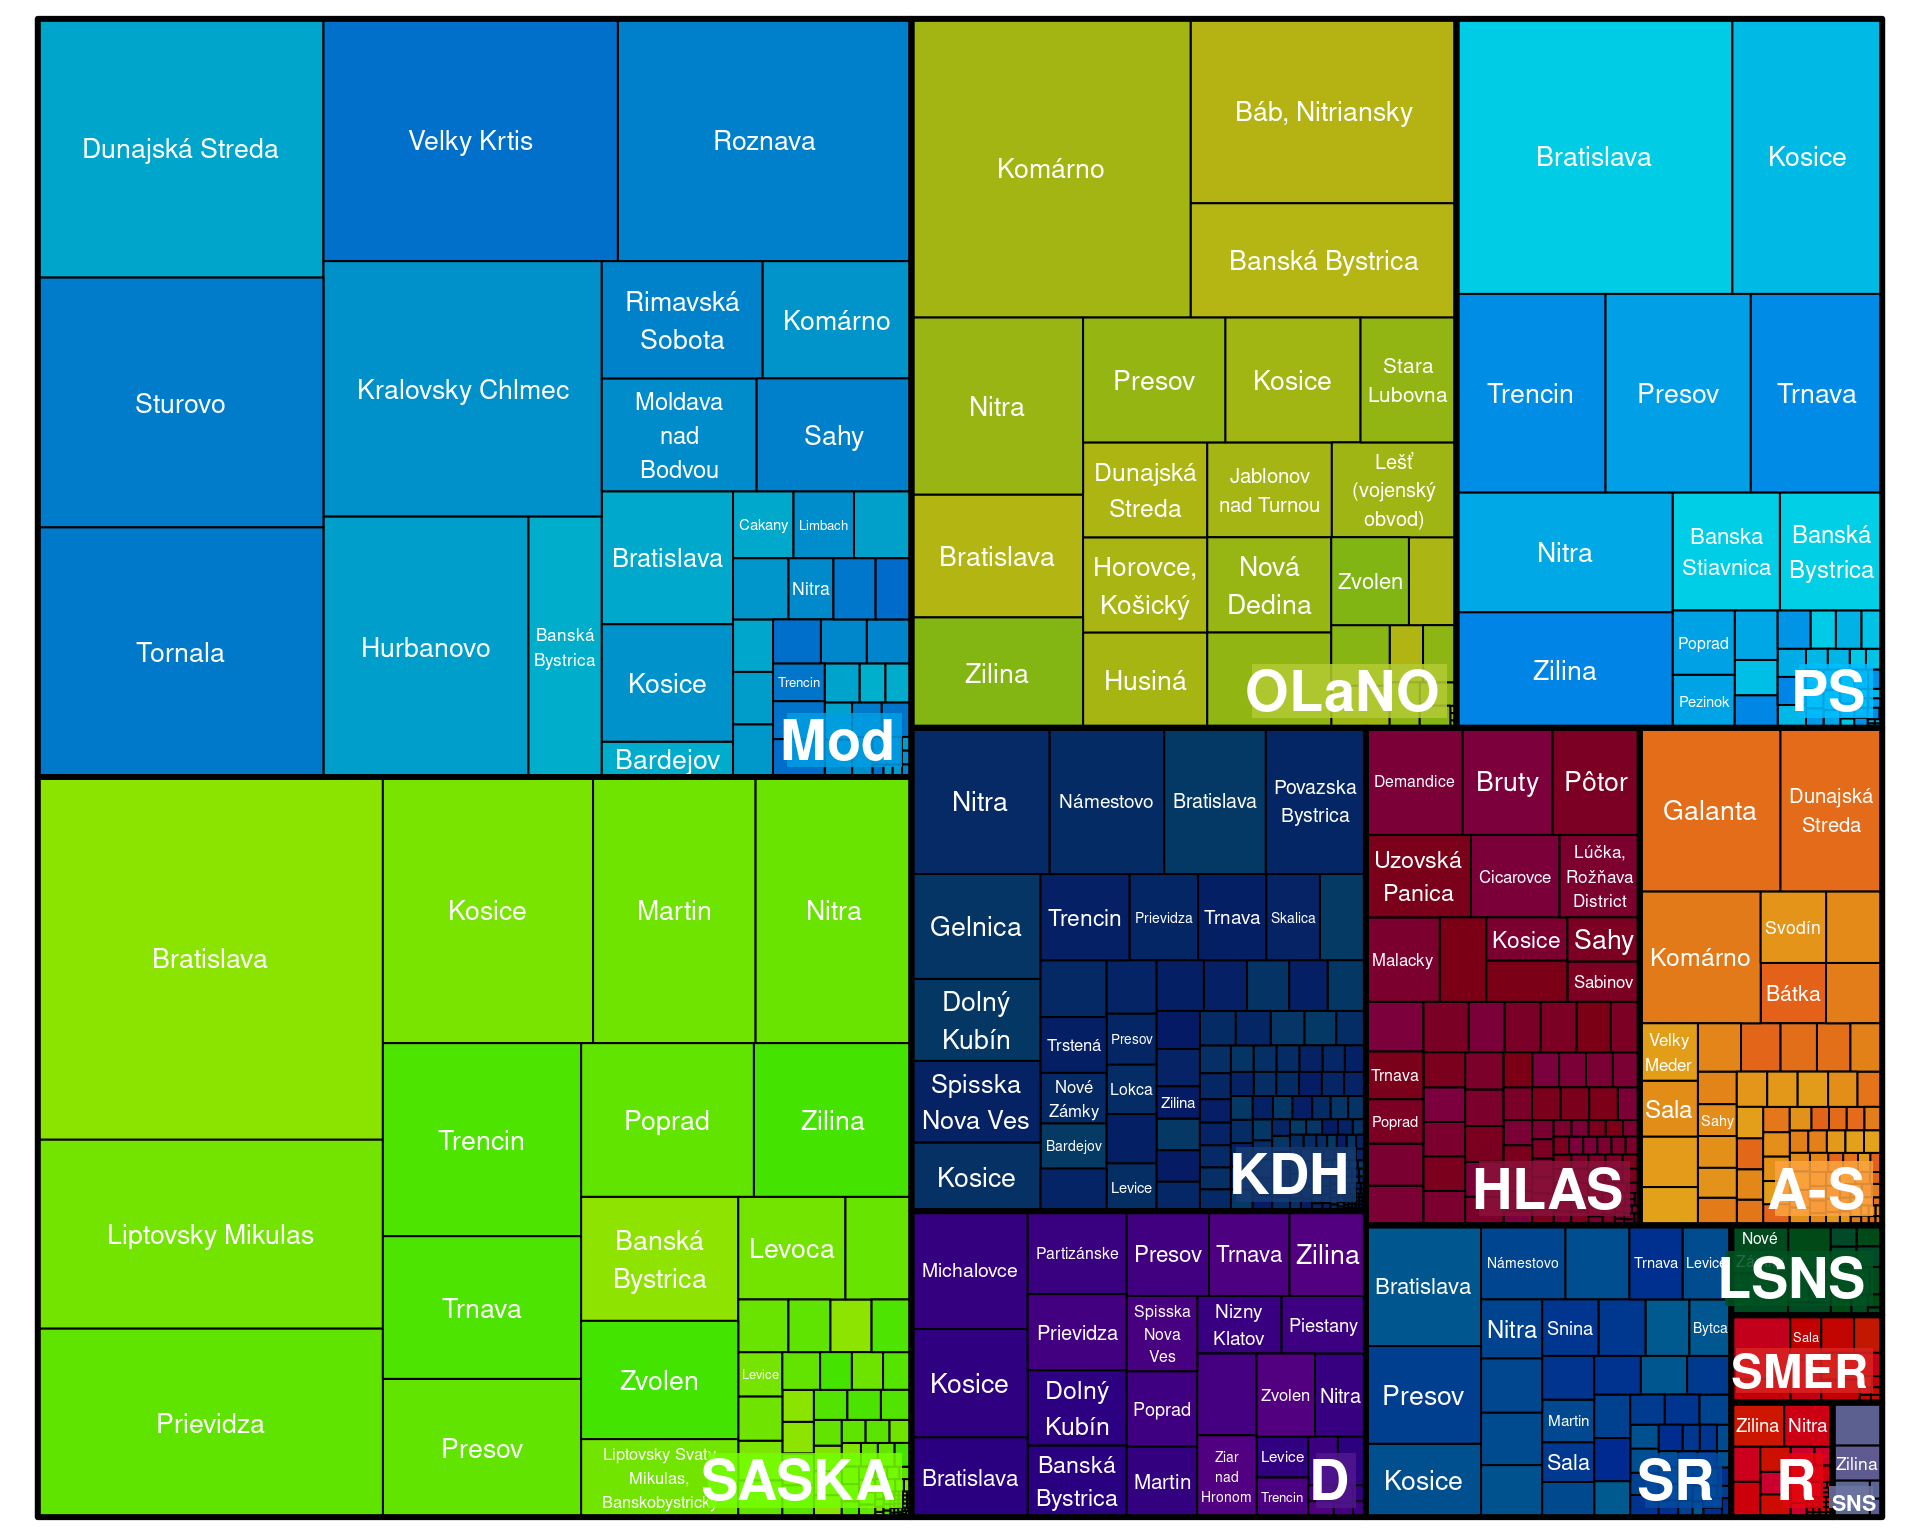 Dunajská Streda
Velky Krtis
Roznava
Sturovo
Kralovsky Chlmec
Rimavská
Sobota
Komárno
Moldava
nad
Bodvou
Sahy
Tornala
Hurbanovo
Banská
Bystrica
Bratislava
Cakany
Limbach
Nitra
Kosice
Trencin
Bardejov
Mod
Komárno
Báb, Nitriansky
Banská Bystrica
Nitra
Presov
Kosice
Stara
Lubovna
Dunajská
Streda
Jablonov
nad Turnou
Lešť
(vojenský
obvod)
Bratislava
Horovce,
Košický
Nová
Dedina
Zvolen
Zilina
Husiná
OLaNO
Bratislava
Kosice
Trencin
Presov
Trnava
Nitra
Banska
Stiavnica
Banská
Bystrica
Zilina
Poprad
Pezinok
PS
Bratislava
Kosice
Martin
Nitra
Liptovsky Mikulas
Trencin
Poprad
Zilina
Prievidza
Trnava
Banská
Bystrica
Levoca
Presov
Zvolen
Levice
Liptovsky Svaty
Mikulas,
Banskobystrický
SASKA
Nitra
Námestovo
Bratislava
Povazska
Bystrica
Gelnica
Trencin
Prievidza
Trnava
Skalica
Dolný
Kubín
Trstená
Presov
Spisska
Nova Ves
Nové
Zámky
Lokca
Zilina
Bardejov
Kosice
Levice
KDH
Demandice
Bruty
Pôtor
Uzovská
Panica
Cicarovce
Lúčka,
Rožňava
District
Malacky
Kosice
Sahy
Sabinov
Trnava
Poprad
HLAS
Galanta
Dunajská
Streda
Komárno
Svodín
Bátka
Velky
Meder
Sala
Sahy
A-S
Michalovce
Partizánske
Presov
Trnava
Zilina
Prievidza
Spisska
Nova
Ves
Nizny
Klatov
Piestany
Kosice
Dolný
Kubín
Poprad
Zvolen
Nitra
Bratislava
Banská
Bystrica
Martin
Ziar
nad
Hronom
Levice
Trencin
D
Bratislava
Námestovo
Trnava
Levice
Nitra
Snina
Bytca
Presov
Martin
Kosice
Sala
SR
Nové
LSNS
Sala
SMER
Zilina
Nitra
R
Zilina
SNS